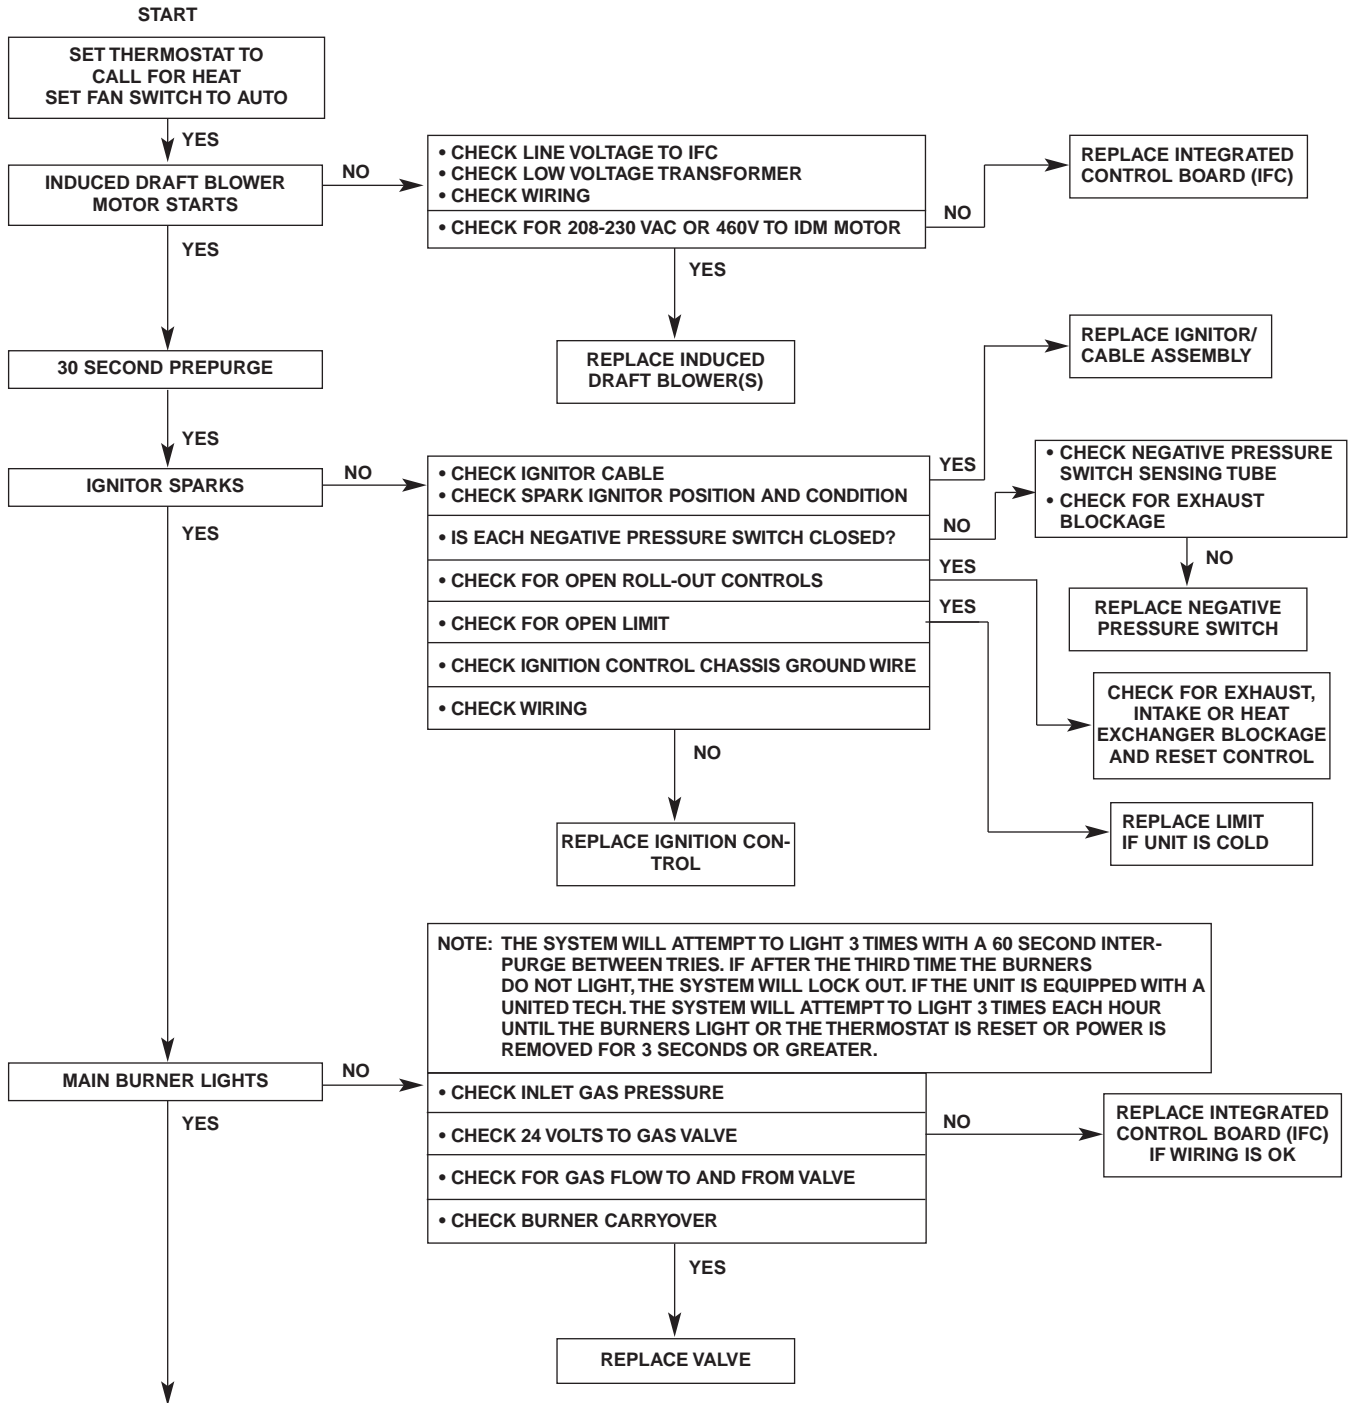 START
SET THERMOSTAT TO
CALL FOR HEAT
SET FAN SWITCH TO AUTO
YES
INDUCED DRAFT BLOWER
MOTOR STARTS
NO
• CHECK LINE VOLTAGE TO IFC
• CHECK LOW VOLTAGE TRANSFORMER
• CHECK WIRING
• CHECK FOR 208-230 VAC OR 460V TO IDM MOTOR
NO
REPLACE INTEGRATED
CONTROL BOARD (IFC)
YES
REPLACE INDUCED
DRAFT BLOWER(S)
YES
30 SECOND PREPURGE
YES
IGNITOR SPARKS
NO
• CHECK IGNITOR CABLE
• CHECK SPARK IGNITOR POSITION AND CONDITION
YES
REPLACE IGNITOR/
CABLE ASSEMBLY
• IS EACH NEGATIVE PRESSURE SWITCH CLOSED?
NO
• CHECK NEGATIVE PRESSURE
SWITCH SENSING TUBE
• CHECK FOR EXHAUST
BLOCKAGE
NO
REPLACE NEGATIVE
PRESSURE SWITCH
• CHECK FOR OPEN ROLL-OUT CONTROLS
YES
CHECK FOR EXHAUST,
INTAKE OR HEAT
EXCHANGER BLOCKAGE
AND RESET CONTROL
• CHECK FOR OPEN LIMIT
YES
REPLACE LIMIT
IF UNIT IS COLD
• CHECK IGNITION CONTROL CHASSIS GROUND WIRE
• CHECK WIRING
NO
REPLACE IGNITION CON-
TROL
YES
NOTE: THE SYSTEM WILL ATTEMPT TO LIGHT 3 TIMES WITH A 60 SECOND INTER-
PURGE BETWEEN TRIES. IF AFTER THE THIRD TIME THE BURNERS
DO NOT LIGHT, THE SYSTEM WILL LOCK OUT. IF THE UNIT IS EQUIPPED WITH A
UNITED TECH. THE SYSTEM WILL ATTEMPT TO LIGHT 3 TIMES EACH HOUR
UNTIL THE BURNERS LIGHT OR THE THERMOSTAT IS RESET OR POWER IS
REMOVED FOR 3 SECONDS OR GREATER.
MAIN BURNER LIGHTS
NO
• CHECK INLET GAS PRESSURE
• CHECK 24 VOLTS TO GAS VALVE
NO
REPLACE INTEGRATED
CONTROL BOARD (IFC)
IF WIRING IS OK
• CHECK FOR GAS FLOW TO AND FROM VALVE
• CHECK BURNER CARRYOVER
YES
REPLACE VALVE
YES